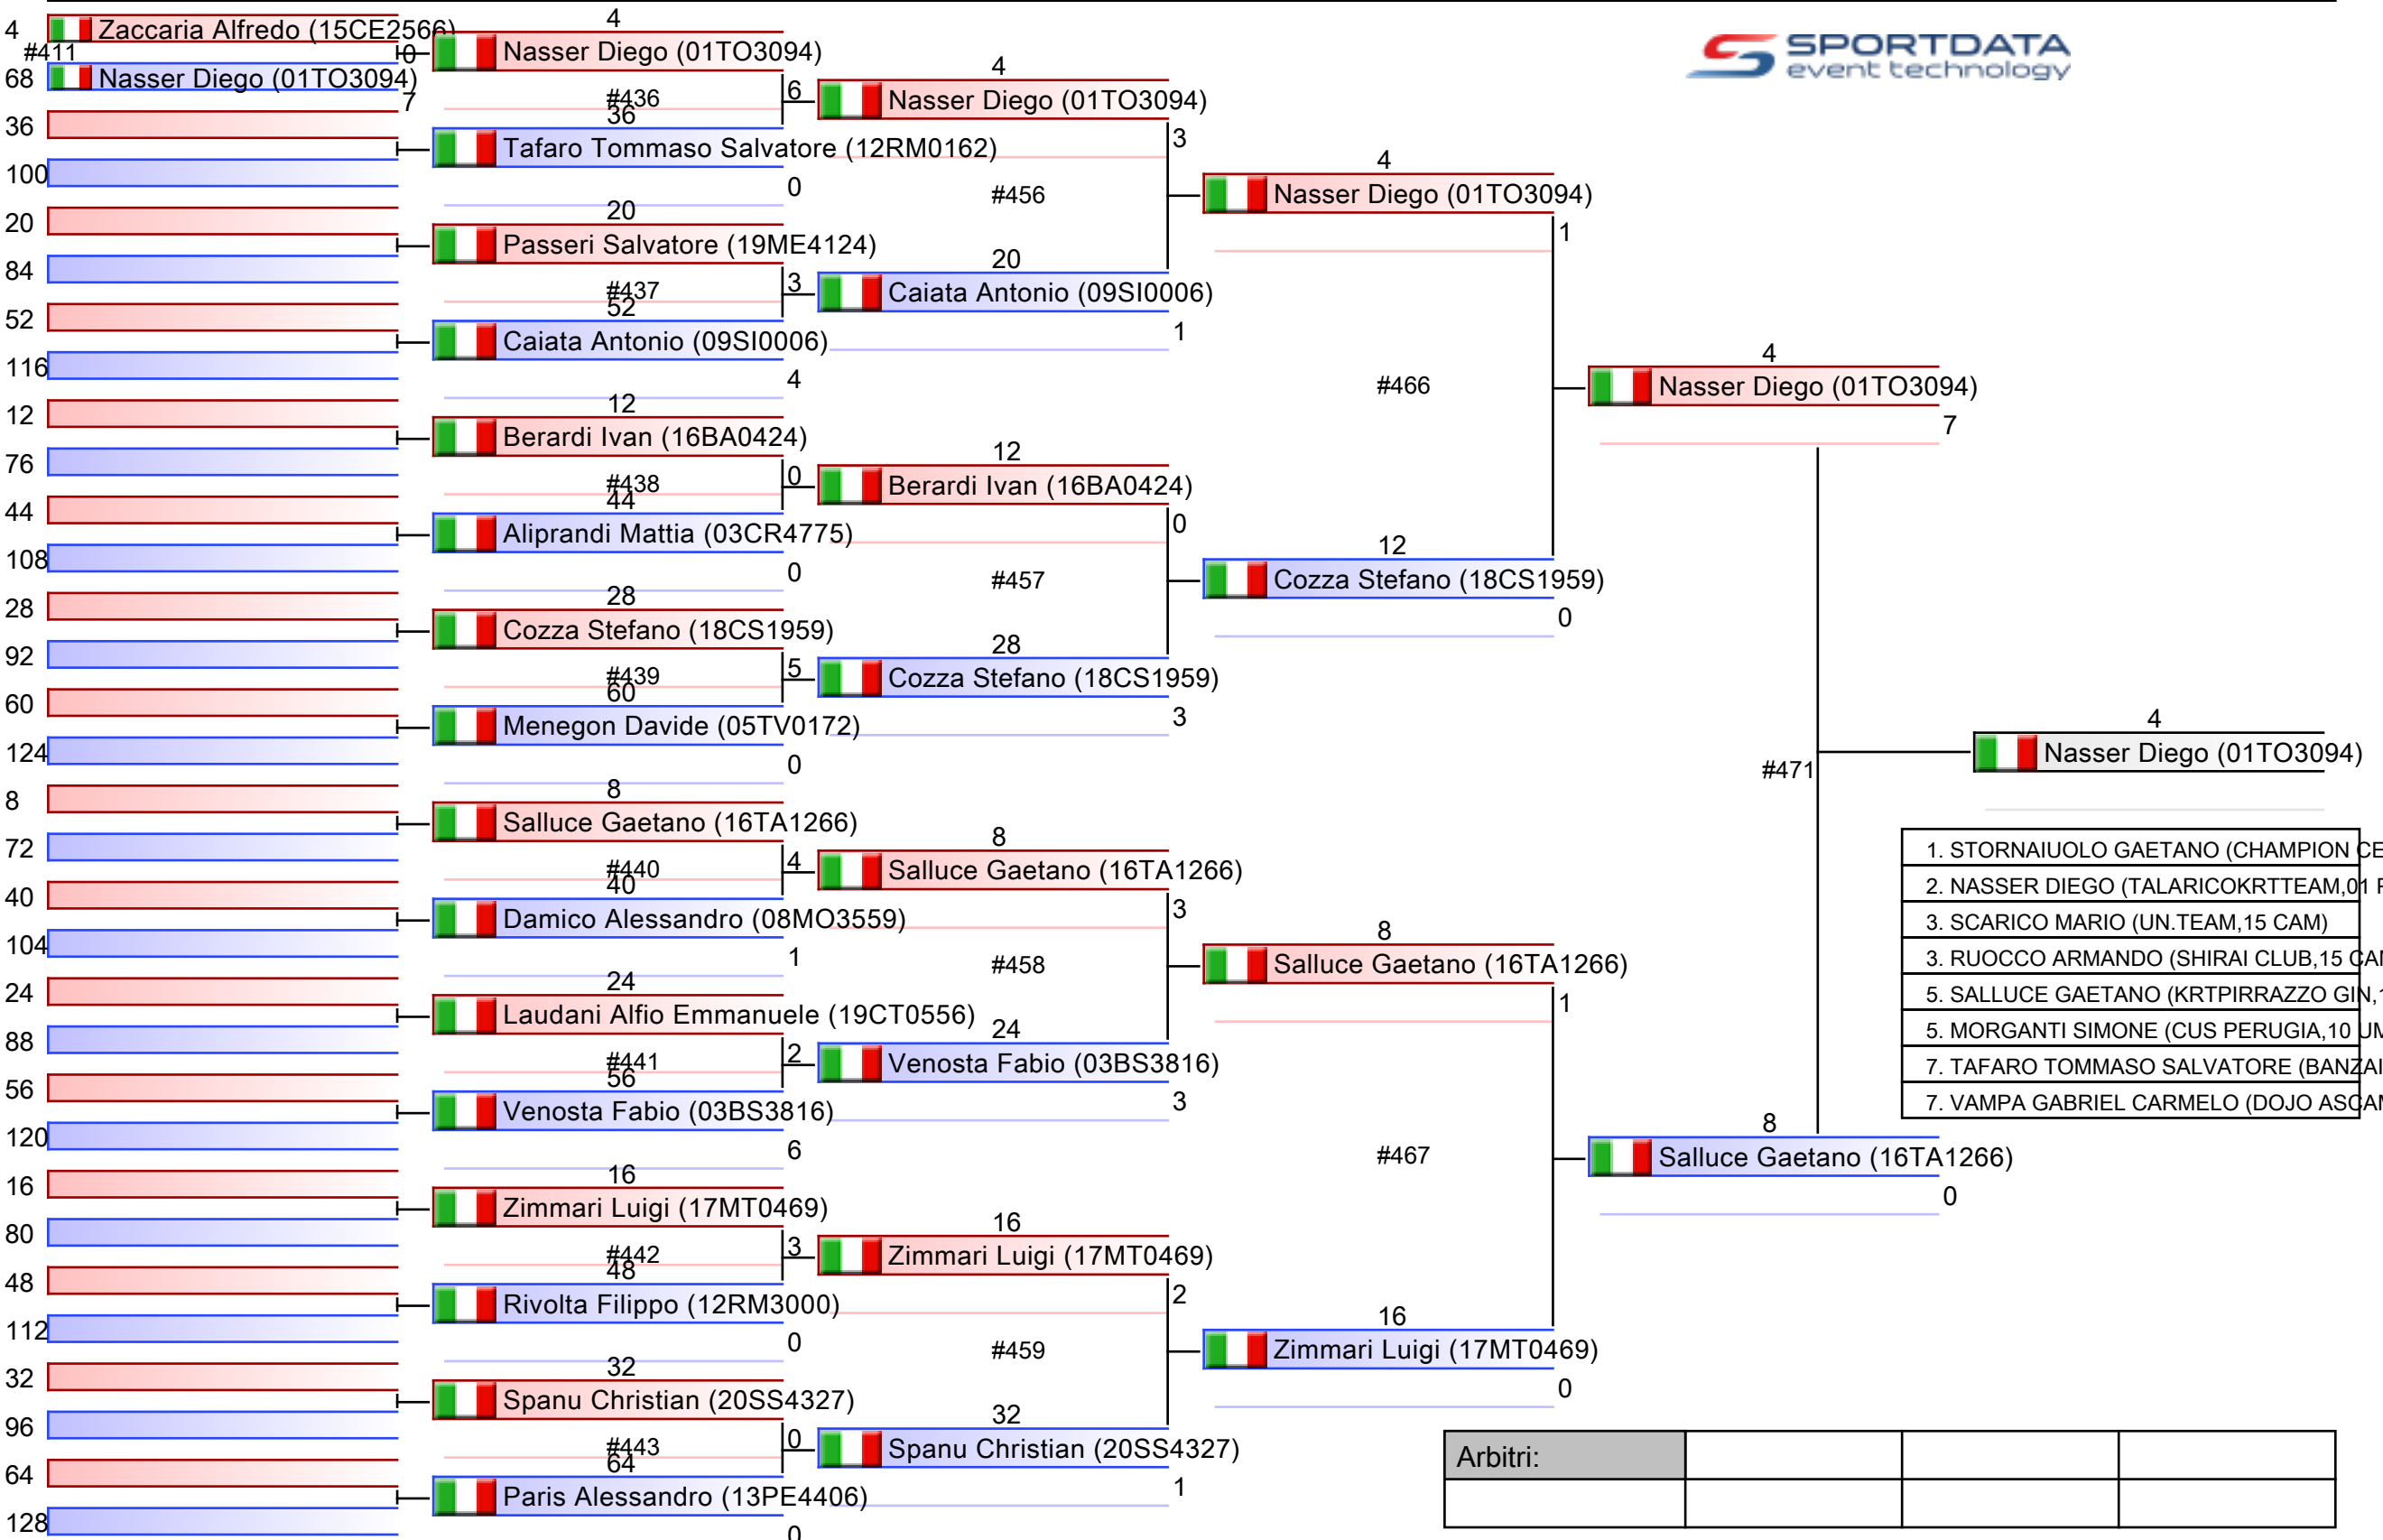 SPORTDATA
event technology
4
Zaccaria Alfredo (15CE2566)
0
#411
68
Nasser Diego (01TO3094)
7
36
100
20
84
52
116
12
76
44
108
28
92
60
124
8
72
40
104
24
88
56
120
16
80
48
112
32
96
64
128
4
Nasser Diego (01TO3094)
6
#436
36
Tafaro Tommaso Salvatore (12RM0162)
0
20
Passeri Salvatore (19ME4124)
3
#437
52
Caiata Antonio (09SI0006)
4
12
Berardi Ivan (16BA0424)
0
#438
44
Aliprandi Mattia (03CR4775)
0
28
Cozza Stefano (18CS1959)
5
#439
60
Menegon Davide (05TV0172)
0
8
Salluce Gaetano (16TA1266)
4
#440
40
Damico Alessandro (08MO3559)
1
24
Laudani Alfio Emmanuele (19CT0556)
2
#441
56
Venosta Fabio (03BS3816)
6
16
Zimmari Luigi (17MT0469)
3
#442
48
Rivolta Filippo (12RM3000)
0
32
Spanu Christian (20SS4327)
0
#443
64
Paris Alessandro (13PE4406)
0
4
Nasser Diego (01TO3094)
3
#456
20
Caiata Antonio (09SI0006)
1
12
Berardi Ivan (16BA0424)
0
#457
28
Cozza Stefano (18CS1959)
3
8
Salluce Gaetano (16TA1266)
3
#458
24
Venosta Fabio (03BS3816)
3
16
Zimmari Luigi (17MT0469)
2
#459
32
Spanu Christian (20SS4327)
1
4
Nasser Diego (01TO3094)
1
#466
12
Cozza Stefano (18CS1959)
0
8
Salluce Gaetano (16TA1266)
1
#467
16
Zimmari Luigi (17MT0469)
0
4
Nasser Diego (01TO3094)
7
#471
8
Salluce Gaetano (16TA1266)
0
4
Nasser Diego (01TO3094)
1. STORNAIUOLO GAETANO (CHAMPION CE
2. NASSER DIEGO (TALARICOKRTTEAM,01
3. SCARICO MARIO (UN.TEAM,15 CAM)
3. RUOCCO ARMANDO (SHIRAI CLUB,15
5. SALLUCE GAETANO (KRTPIRRAZZO GIN,
5. MORGANTI SIMONE (CUS PERUGIA,10
7. TAFARO TOMMASO SALVATORE (BANZAI
7. VAMPA GABRIEL CARMELO (DOJO
Arbitri: